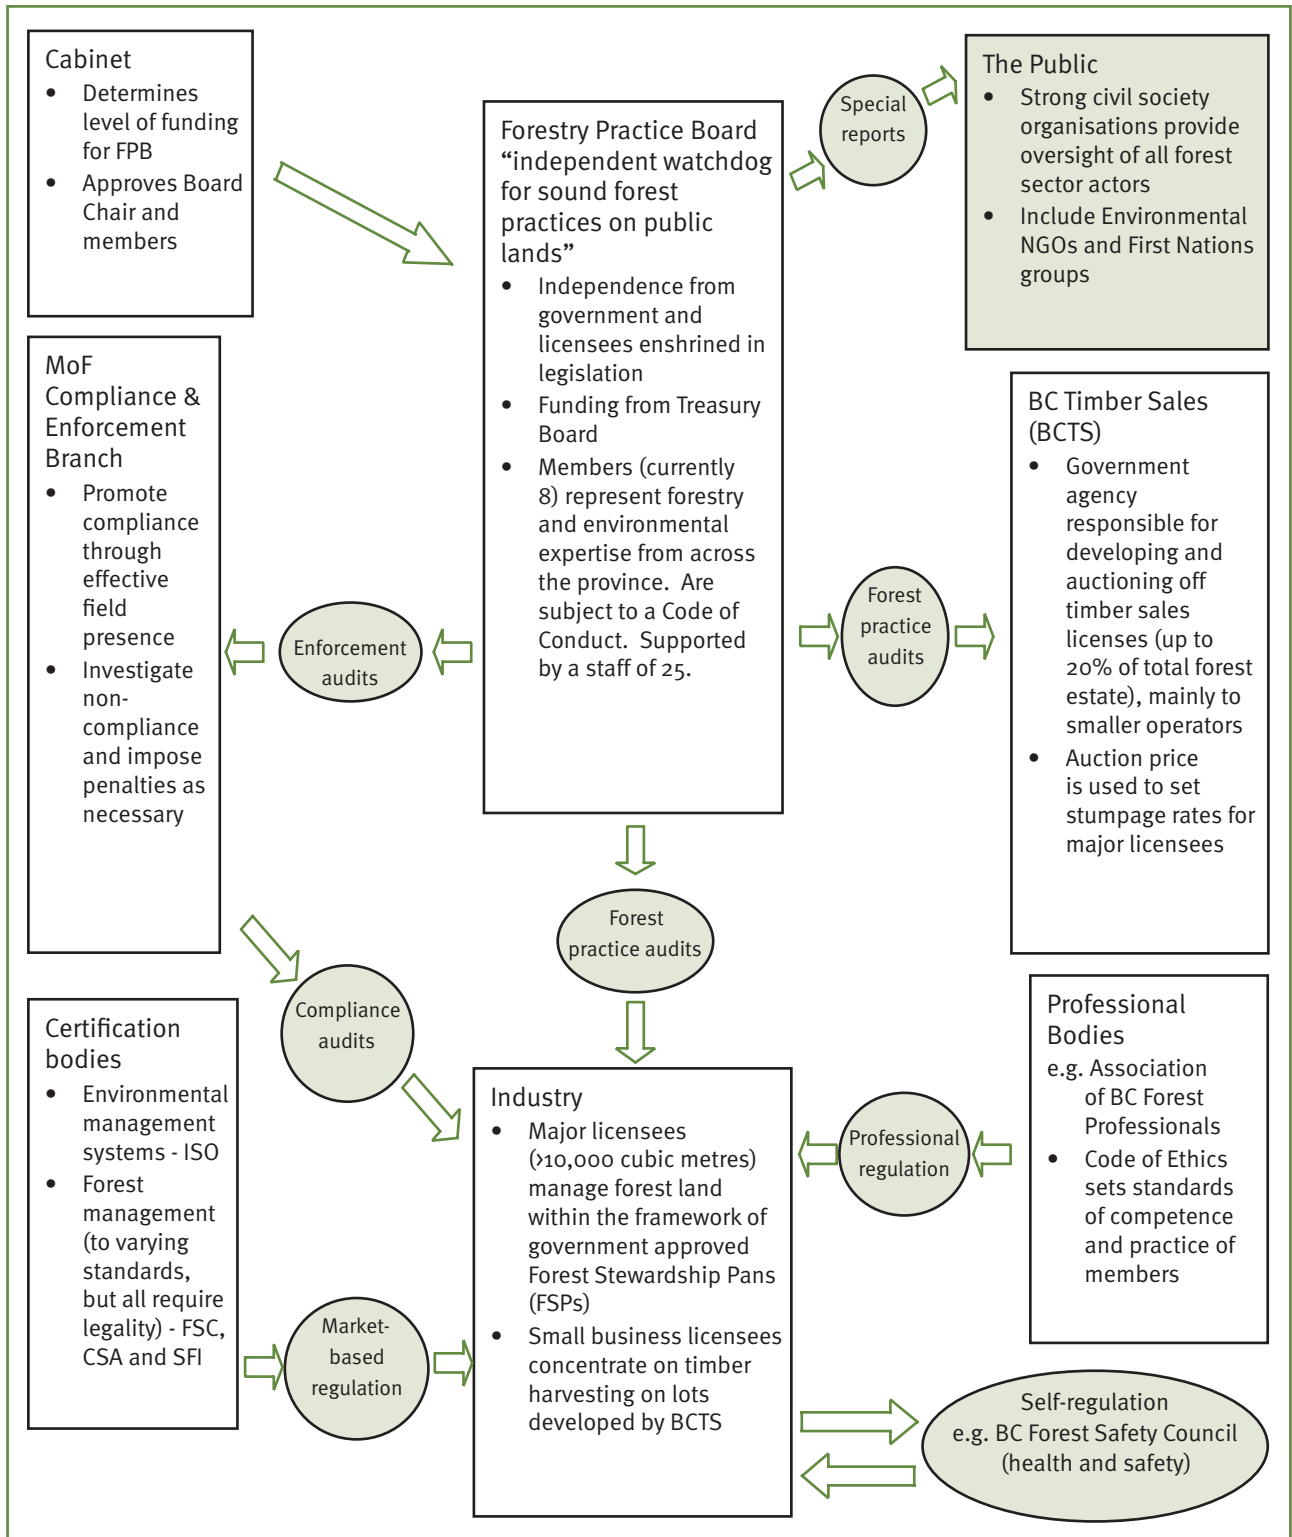 Cabinet
• Determines
level of funding
for FPB
• Approves Board
Chair and
members
Forestry Practice Board
“independent watchdog
for sound forest
practices on public
lands”
• Independence from
government and
licensees enshrined in
legislation
• Funding from Treasury
Board
• Members (currently
8) represent forestry
and environmental
expertise from across
the province. Are
subject to a Code of
Conduct. Supported
by a staff of 25.
Special
reports
The Public
• Strong civil society
organisations provide
oversight of all forest
sector actors
• Include Environmental
NGOs and First Nations
groups
MoF
Compliance &
Enforcement
Branch
• Promote
compliance
through
effective
field
presence
• Investigate
non-
compliance
and impose
penalties as
necessary
Enforcement
audits
Forest
practice
audits
BC Timber Sales
(BCTS)
• Government
agency
responsible for
developing and
auctioning off
timber sales
licenses (up to
20% of total forest
estate), mainly to
smaller operators
• Auction price
is used to set
stumpage rates for
major licensees
Forest
practice audits
Compliance
audits
Certification
bodies
• Environmental
management
systems - ISO
• Forest
management
(to varying
standards,
but all require
legality) - FSC,
CSA and SFI
Market-
based
regulation
Industry
• Major licensees
(>10,000 cubic metres)
manage forest land
within the framework of
government approved
Forest Stewardship Pans
(FSPs)
• Small business licensees
concentrate on timber
harvesting on lots
developed by BCTS
Professional
regulation
Professional
Bodies
e.g. Association
of BC Forest
Professionals
• Code of Ethics
sets standards
of competence
and practice of
members
Self-regulation
e.g. BC Forest Safety Council
(health and safety)